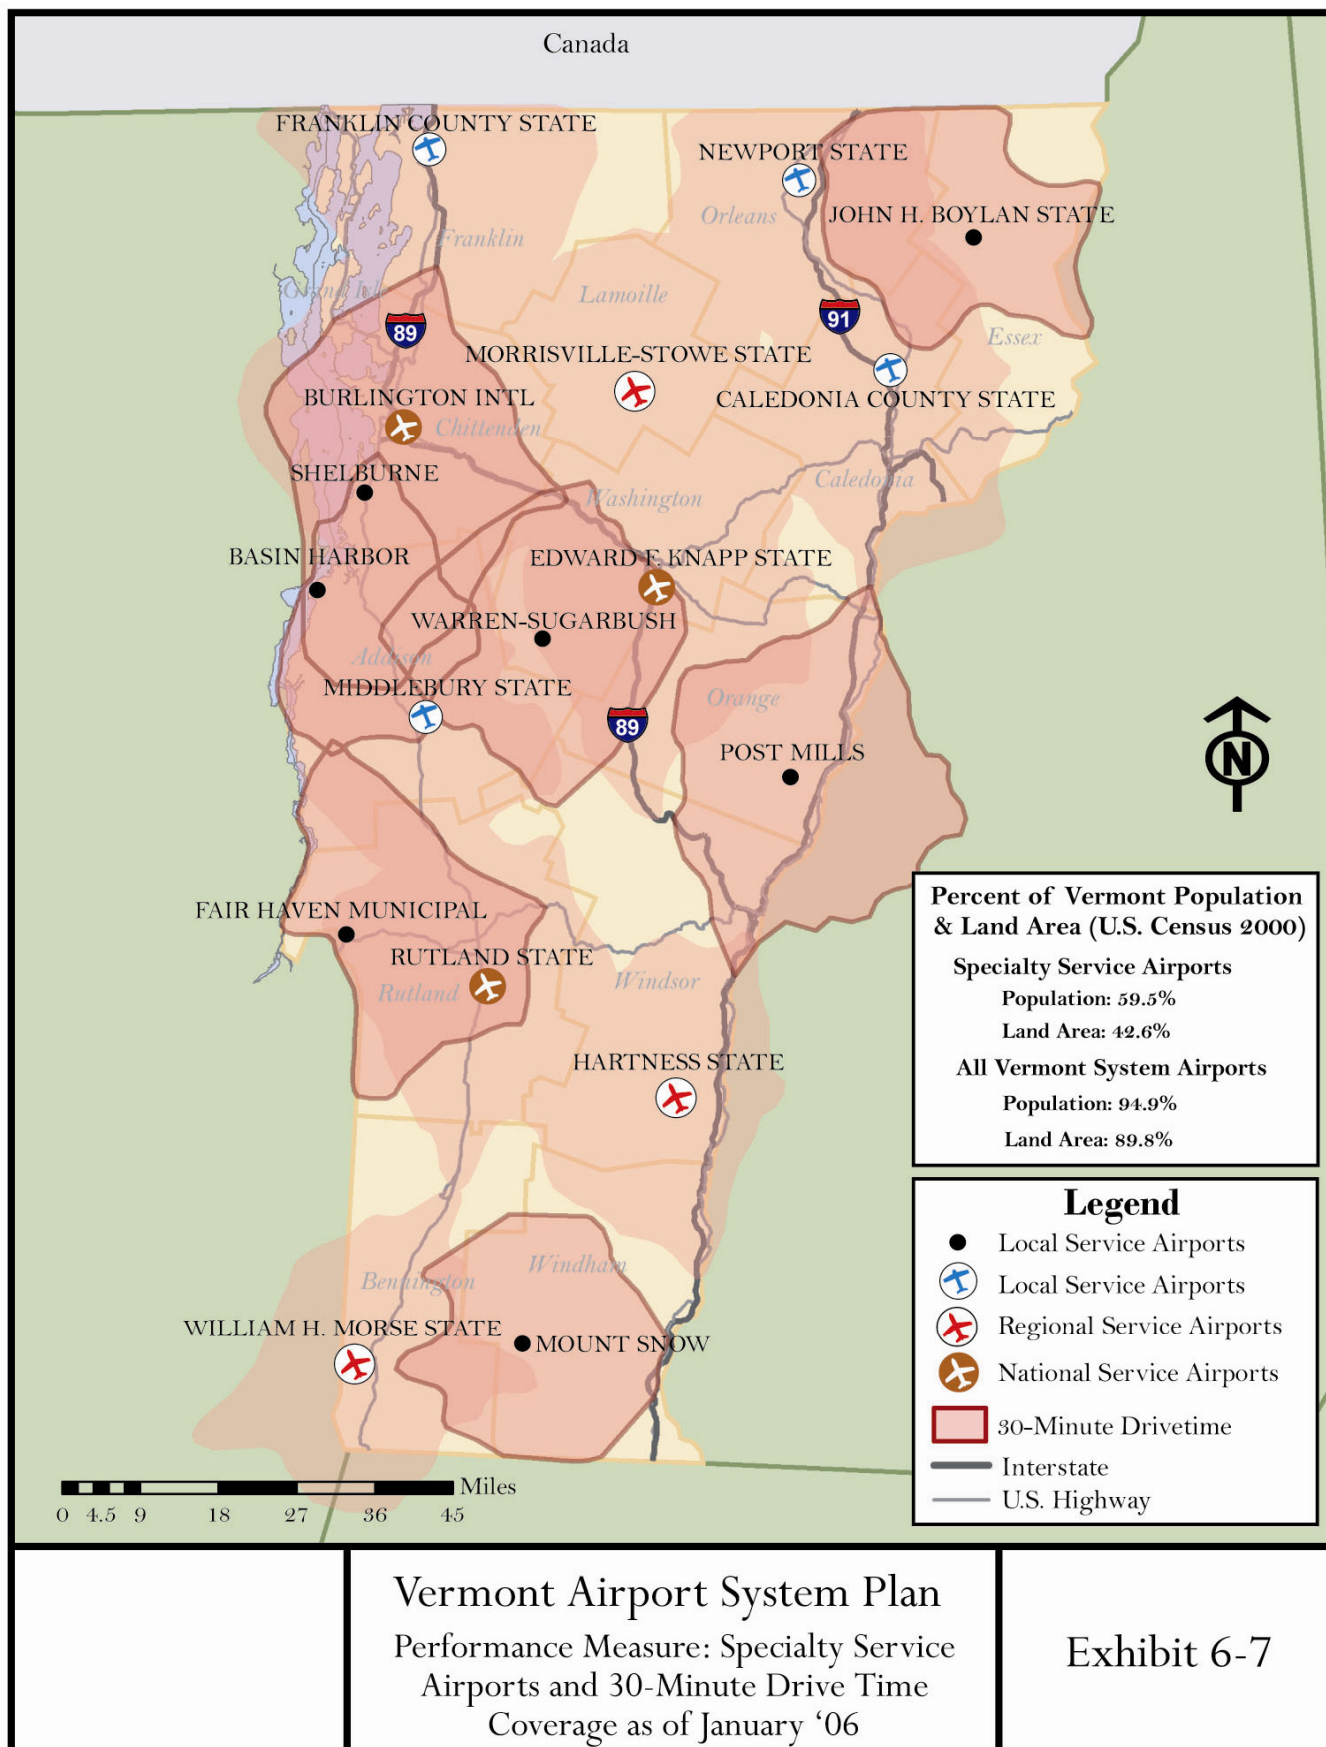 Canada
FRANKLIN COUNTY STATE
NEWPORT STATE
Orleans
JOHN H. BOYLAN STATE
Franklin
Grand Isle
Lamoille
89
91
Essex
MORRISVILLE-STOWE STATE
BURLINGTON INTL
CALEDONIA COUNTY STATE
Chittenden
SHELBURNE
Washington
Caledonia
BASIN HARBOR
EDWARD F. KNAPP STATE
WARREN-SUGARBUSH
Addison
MIDDLEBURY STATE
Orange
89
POST MILLS
N
FAIR HAVEN MUNICIPAL
RUTLAND STATE
Rutland
Windsor
HARTNESS STATE
Windham
Bennington
WILLIAM H. MORSE STATE
MOUNT SNOW
Percent of Vermont Population
& Land Area (U.S. Census 2000)
Specialty Service Airports
Population: 59.5%
Land Area: 42.6%
All Vermont System Airports
Population: 94.9%
Land Area: 89.8%
Legend
Local Service Airports
Local Service Airports
Regional Service Airports
National Service Airports
30-Minute Drivetime
Interstate
U.S. Highway
Miles
0 4.5 9 18 27 36 45
Vermont Airport System Plan
Performance Measure: Specialty Service
Airports and 30-Minute Drive Time
Coverage as of January ‘06
Exhibit 6-7